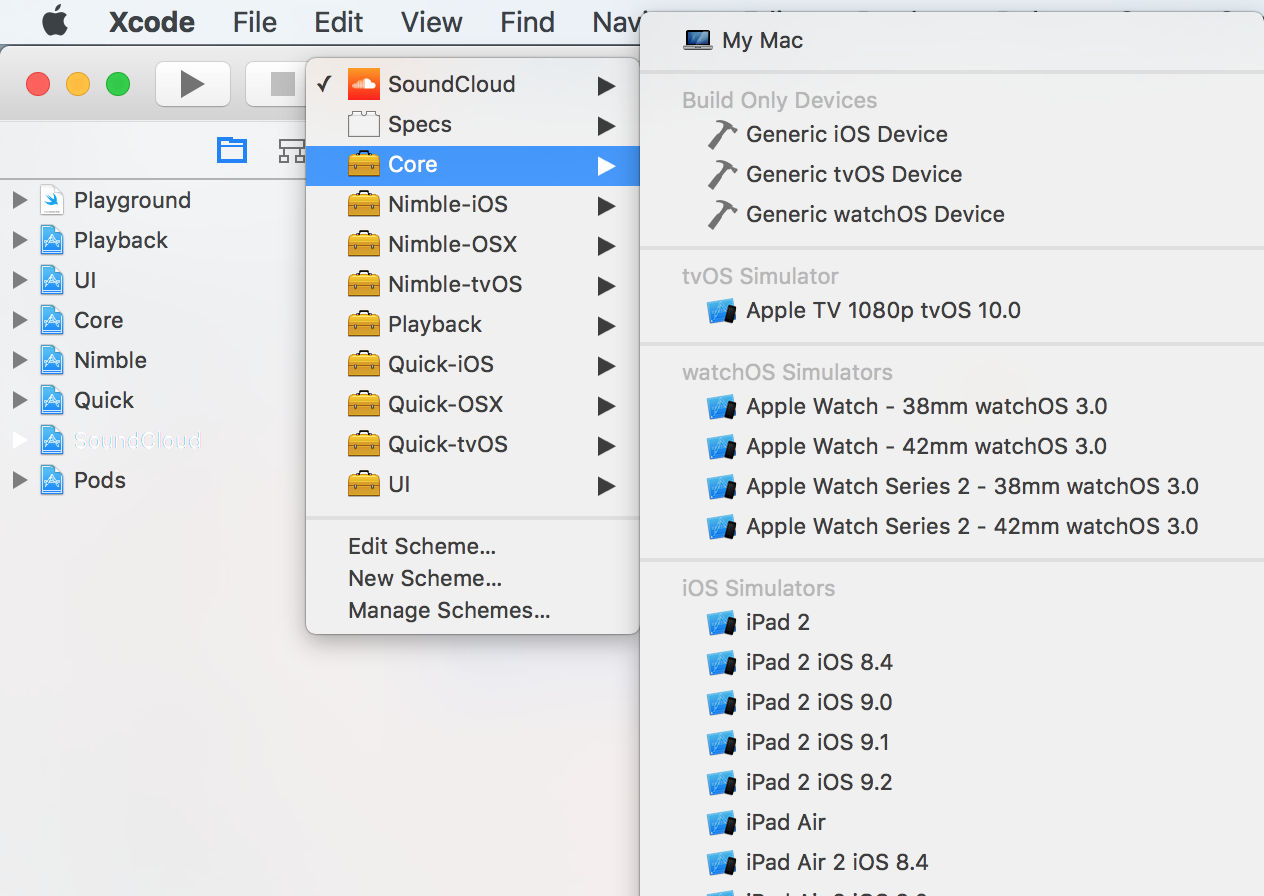 Xcode File Edit View Find Navi
Playground
Playback
UI
Core
Nimble
Quick
SoundCloud
Pods
✓ SoundCloud
Specs
Core
Nimble-iOS
Nimble-OSX
Nimble-tvOS
Playback
Quick-iOS
Quick-OSX
Quick-tvOS
UI
Edit Scheme...
New Scheme...
Manage Schemes...
My Mac
Build Only Devices
Generic iOS Device
Generic tvOS Device
Generic watchOS Device
tvOS Simulator
Apple TV 1080p tvOS 10.0
watchOS Simulators
Apple Watch - 38mm watchOS 3.0
Apple Watch - 42mm watchOS 3.0
Apple Watch Series 2 - 38mm watchOS 3.0
Apple Watch Series 2 - 42mm watchOS 3.0
iOS Simulators
iPad 2
iPad 2 iOS 8.4
iPad 2 iOS 9.0
iPad 2 iOS 9.1
iPad 2 iOS 9.2
iPad Air
iPad Air 2 iOS 8.4